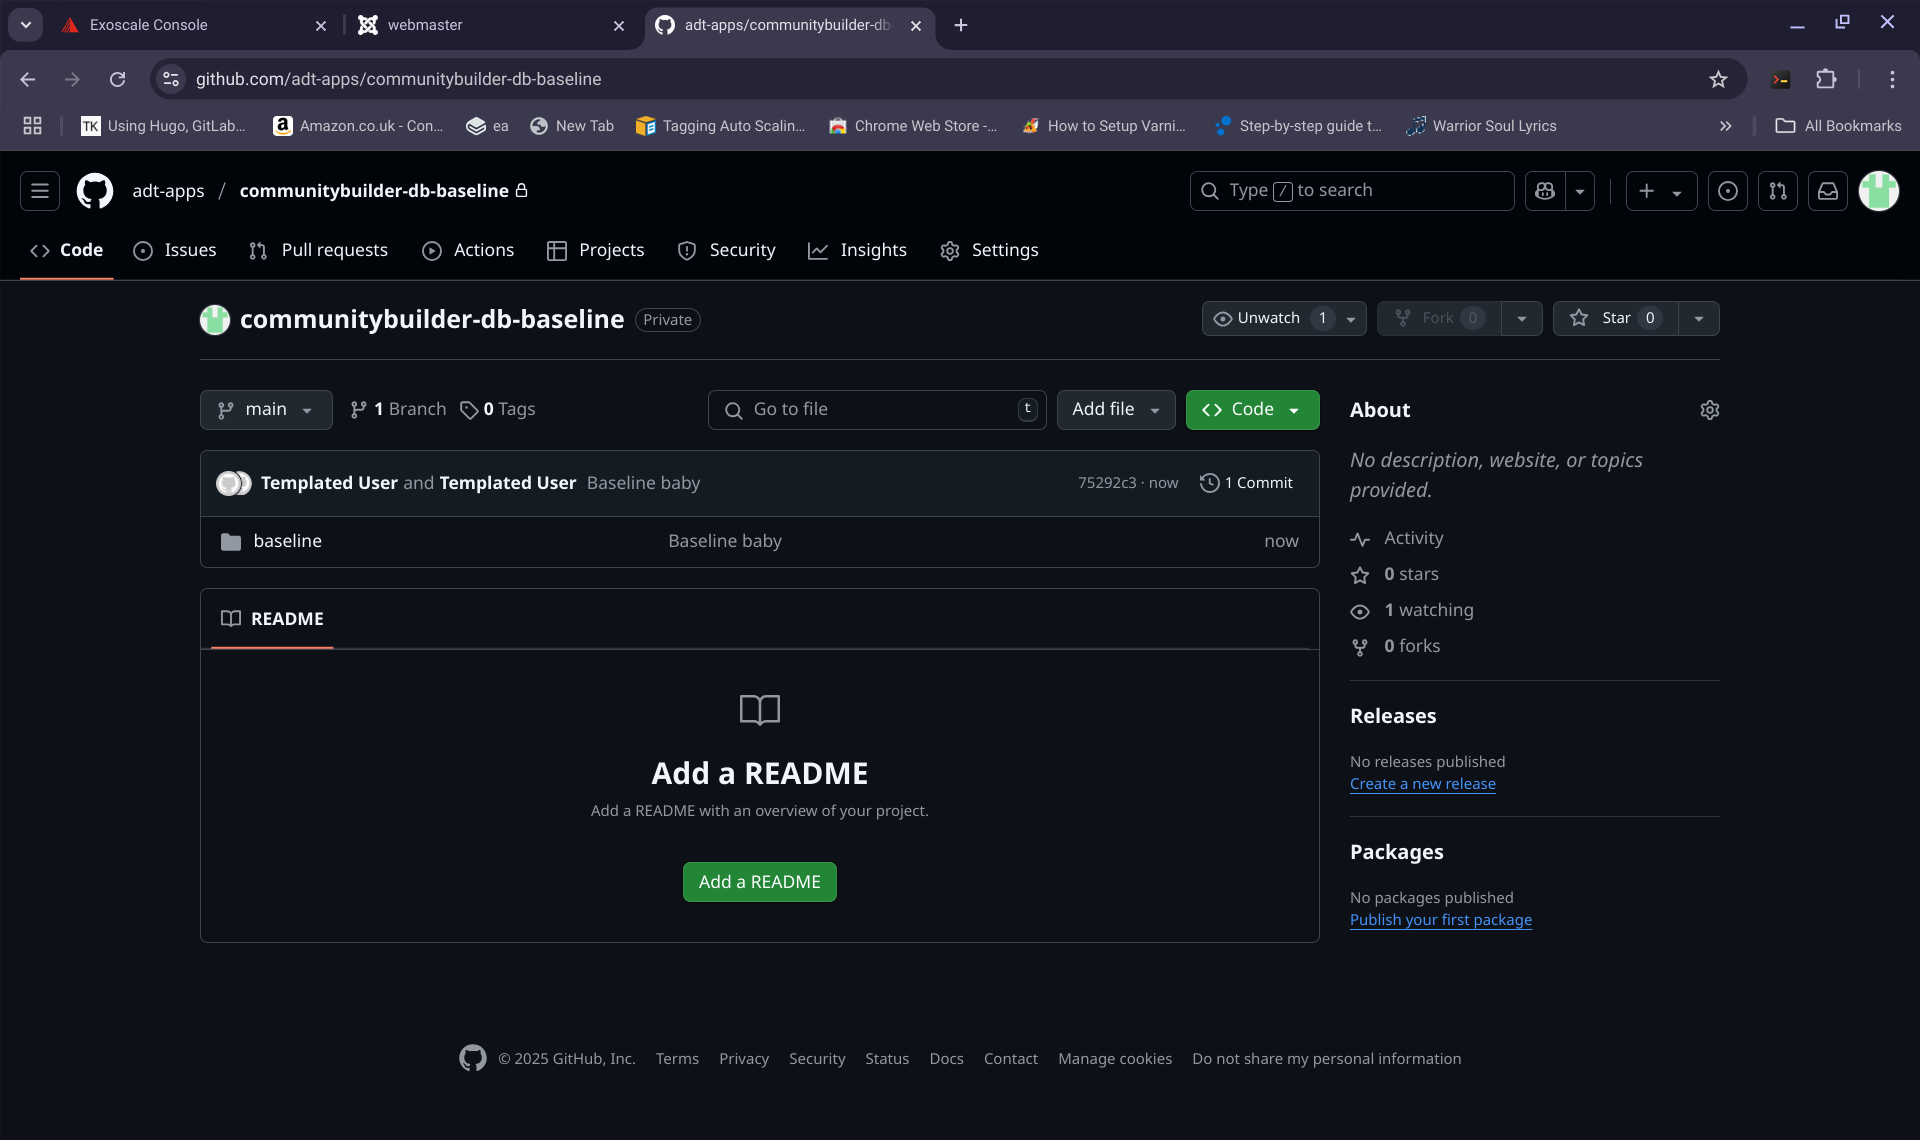 Exoscale Console
webmaster
adt-apps/communitybuilder-db
github.com/adt-apps/communitybuilder-db-baseline
TK Using Hugo, GitLab...
a Amazon.co.uk - Con...
ea
New Tab
Tagging Auto Scalin...
Chrome Web Store -...
How to Setup Varni...
Step-by-step guide t...
Warrior Soul Lyrics
All Bookmarks
adt-apps / communitybuilder-db-baseline
Type / to search
Code
Issues
Pull requests
Actions
Projects
Security
Insights
Settings
communitybuilder-db-baseline Private
Unwatch 1
Fork 0
Star 0
main
1 Branch
0 Tags
Go to file t
Add file
Code
Templated User and Templated User Baseline baby 75292c3 · now 1 Commit
baseline Baseline baby now
README
Add a README
Add a README with an overview of your project.
Add a README
About
No description, website, or topics
provided.
Activity
0 stars
1 watching
0 forks
Releases
No releases published
Create a new release
Packages
No packages published
Publish your first package
© 2025 GitHub, Inc. Terms Privacy Security Status Docs Contact Manage cookies Do not share my personal information